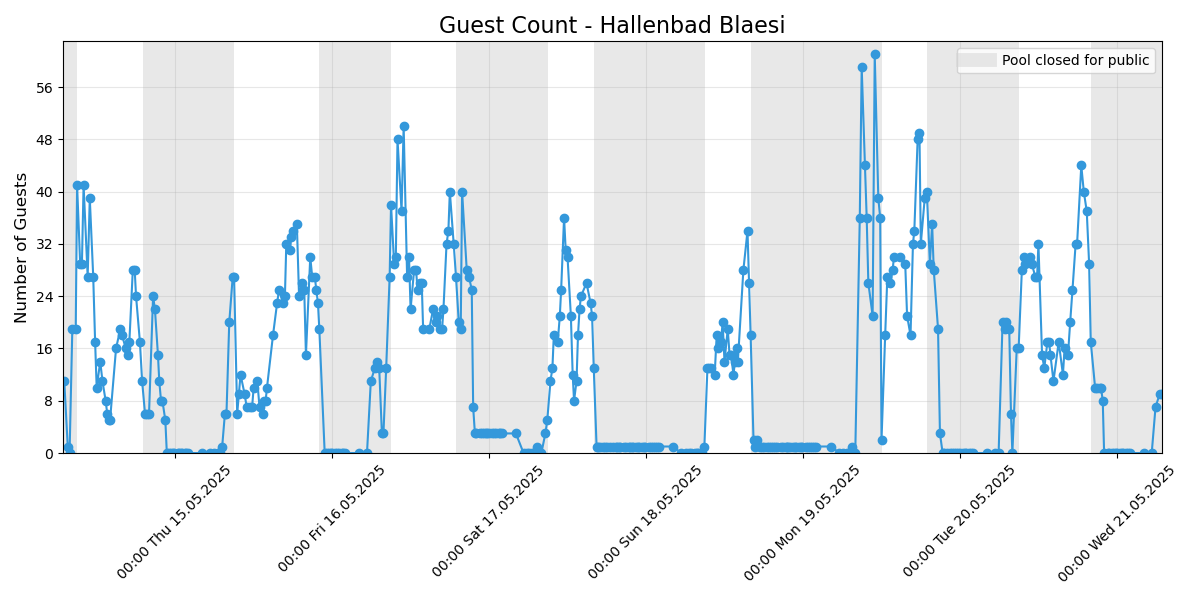 Guest Count - Hallenbad Blaesi
Pool closed for public
Number of Guests
56
48
40
32
24
16
8
0
00:00 Thu 15.05.2025
00:00 Fri 16.05.2025
00:00 Sat 17.05.2025
00:00 Sun 18.05.2025
00:00 Mon 19.05.2025
00:00 Tue 20.05.2025
00:00 Wed 21.05.2025